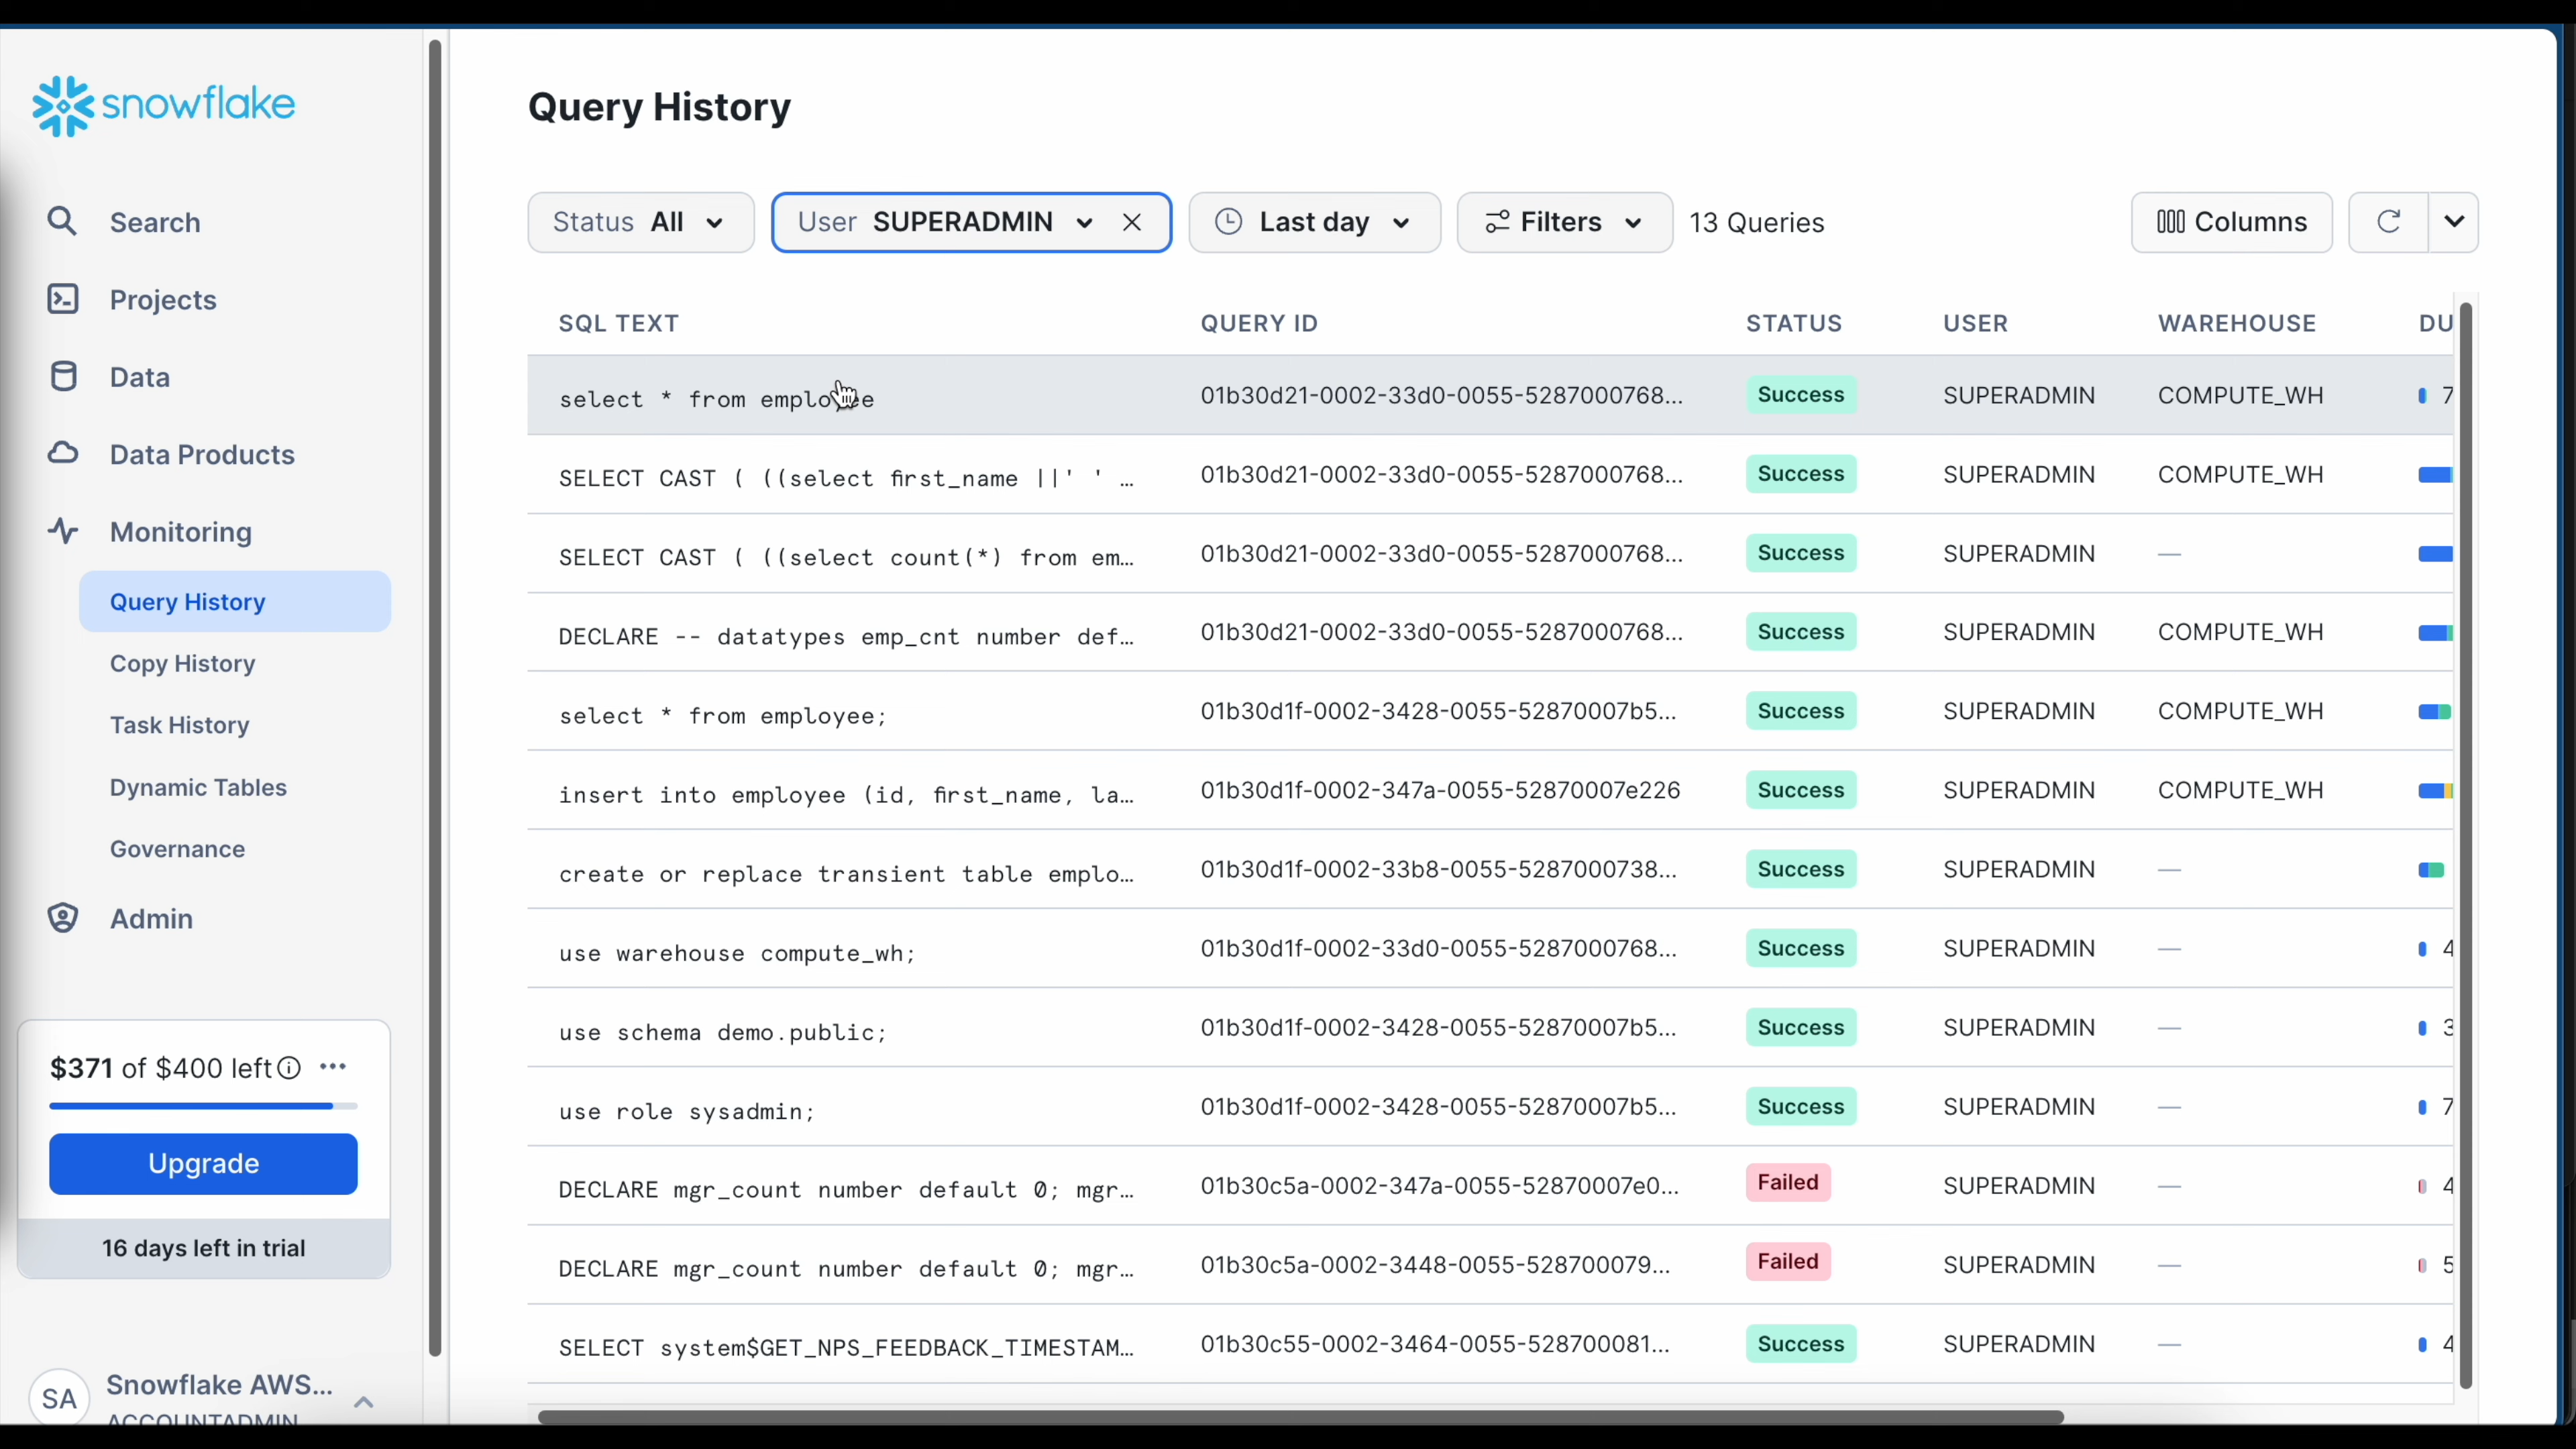 snowflake
Search
Projects
Data
Data Products
Monitoring
Query History
Copy History
Task History
Dynamic Tables
Governance
Admin
$371 of $400 left
Upgrade
16 days left in trial
SA
Snowflake AWS...
ACCOUNTADMIN
Query History
Status All User SUPERADMIN Last day Filters 13 Queries Columns
SQL TEXT QUERY ID STATUS USER WAREHOUSE DU
select * from employee 01b30d21-0002-33d0-0055-5287000768... Success SUPERADMIN COMPUTE_WH 7
SELECT CAST ( ((select first_name ||' ' ... 01b30d21-0002-33d0-0055-5287000768... Success SUPERADMIN COMPUTE_WH
SELECT CAST ( ((select count(*) from em... 01b30d21-0002-33d0-0055-5287000768... Success SUPERADMIN —
DECLARE -- datatypes emp_cnt number def... 01b30d21-0002-33d0-0055-5287000768... Success SUPERADMIN COMPUTE_WH
select * from employee; 01b30d1f-0002-3428-0055-52870007b5... Success SUPERADMIN COMPUTE_WH
insert into employee (id, first_name, la... 01b30d1f-0002-347a-0055-52870007e226 Success SUPERADMIN COMPUTE_WH
create or replace transient table emplo... 01b30d1f-0002-33b8-0055-5287000738... Success SUPERADMIN —
use warehouse compute_wh; 01b30d1f-0002-33d0-0055-5287000768... Success SUPERADMIN — 4
use schema demo.public; 01b30d1f-0002-3428-0055-52870007b5... Success SUPERADMIN — 3
use role sysadmin; 01b30d1f-0002-3428-0055-52870007b5... Success SUPERADMIN — 7
DECLARE mgr_count number default 0; mgr... 01b30c5a-0002-347a-0055-52870007e0... Failed SUPERADMIN — 4
DECLARE mgr_count number default 0; mgr... 01b30c5a-0002-3448-0055-528700079... Failed SUPERADMIN — 5
SELECT system$GET_NPS_FEEDBACK_TIMESTAM... 01b30c55-0002-3464-0055-528700081... Success SUPERADMIN — 4